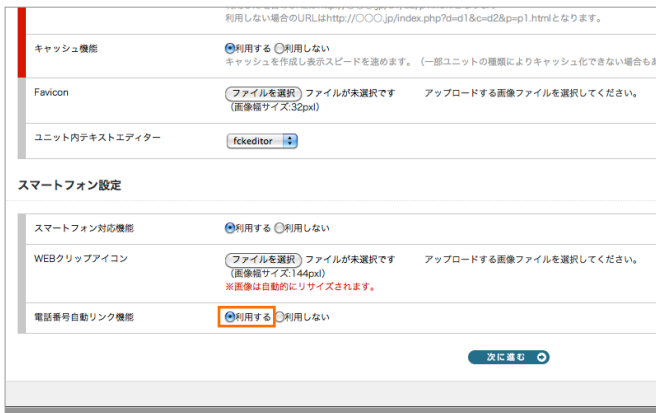 利用しない場合のURLはhttp://〇〇〇.jp/index.php?d=d1&c=d2&p=p1.htmlとなります。
キャッシュ機能
利用する 利用しない
キャッシュを作成し表示スピードを速めます。（一部ユニットの種類によりキャッシュ化できない場合もあ
Favicon
ファイルを選択 ファイルが未選択です アップロードする画像ファイルを選択してください。
（画像幅サイズ:32pxl）
ユニット内テキストエディター
fckeditor
スマートフォン設定
スマートフォン対応機能
利用する 利用しない
WEBクリップアイコン
ファイルを選択 ファイルが未選択です アップロードする画像ファイルを選択してください。
（画像幅サイズ:144pxl）
※画像は自動的にリサイズされます。
電話番号自動リンク機能
利用する 利用しない
次に進む